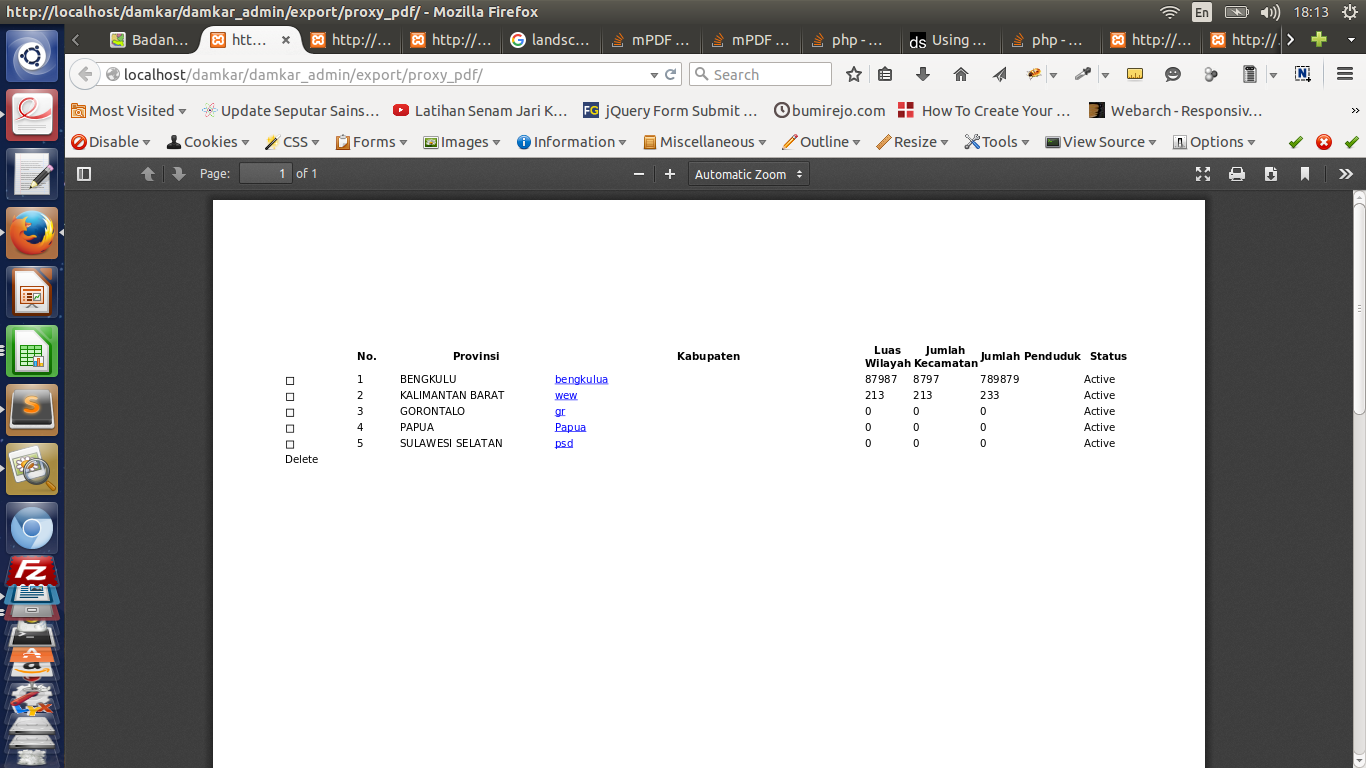 http://localhost/damkar/damkar_admin/export/proxy_pdf/ - Mozilla Firefox
En
18:13
Badan...
htt...
http://...
http://...
landsc...
mPDF ...
mPDF ...
php - ...
ds
Using ...
php - ...
http://...
http://.
localhost/damkar/damkar_admin/export/proxy_pdf/
Search
Most Visited
Update Seputar Sains...
Latihan Senam Jari K...
FG
jQuery Form Submit ...
bumirejo.com
How To Create Your ...
Webarch - Responsiv...
Disable
Cookies
CSS
Forms
Images
Information
Miscellaneous
Outline
Resize
Tools
View Source
Options
Page: 1 of 1
Automatic Zoom
No. Provinsi Kabupaten Luas Wilayah Jumlah Kecamatan Jumlah Penduduk Status
1 BENGKULU bengkulua 87987 8797 789879 Active
2 KALIMANTAN BARAT wew 213 213 233 Active
3 GORONTALO gr 0 0 0 Active
4 PAPUA Papua 0 0 0 Active
5 SULAWESI SELATAN psd 0 0 0 Active
Delete
Fz